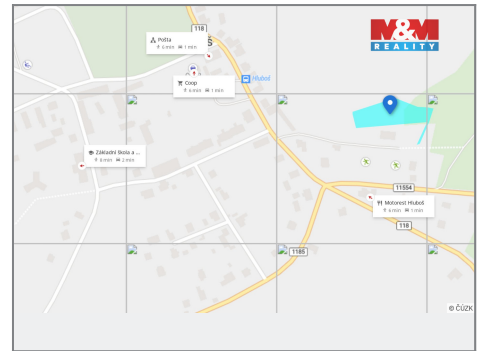 118
M&M
REALITY
Pošta
6 min 1 min
Hluboš
Coop
6 min 1 min
Základní škola a ...
8 min 2 min
11554
Motorest Hluboš
6 min 1 min
118
1185
© ČÚZK